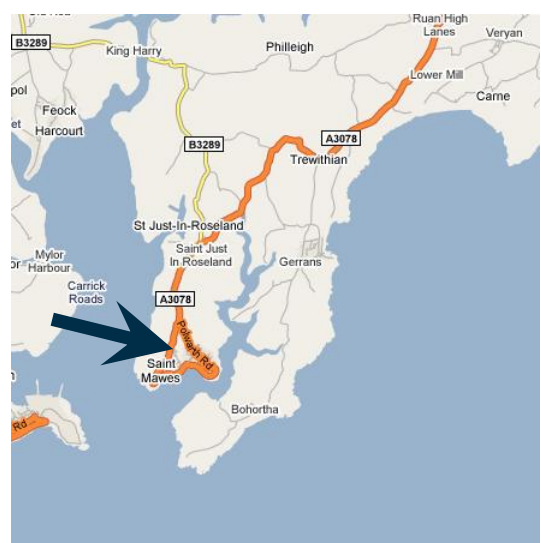 Ruan High
Lanes
Veryan
B3289
King Harry
Philleigh
Lower Mill
Carne
Feock
Harcourt
B3289
A3078
Trewithian
St Just-In-Roseland
Saint Just
In Roseland
Gerrans
Mylor
Harbour
Carrick
Roads
A3078
Polwarth Rd.
Saint
Mawes
Bohortha
Rd...